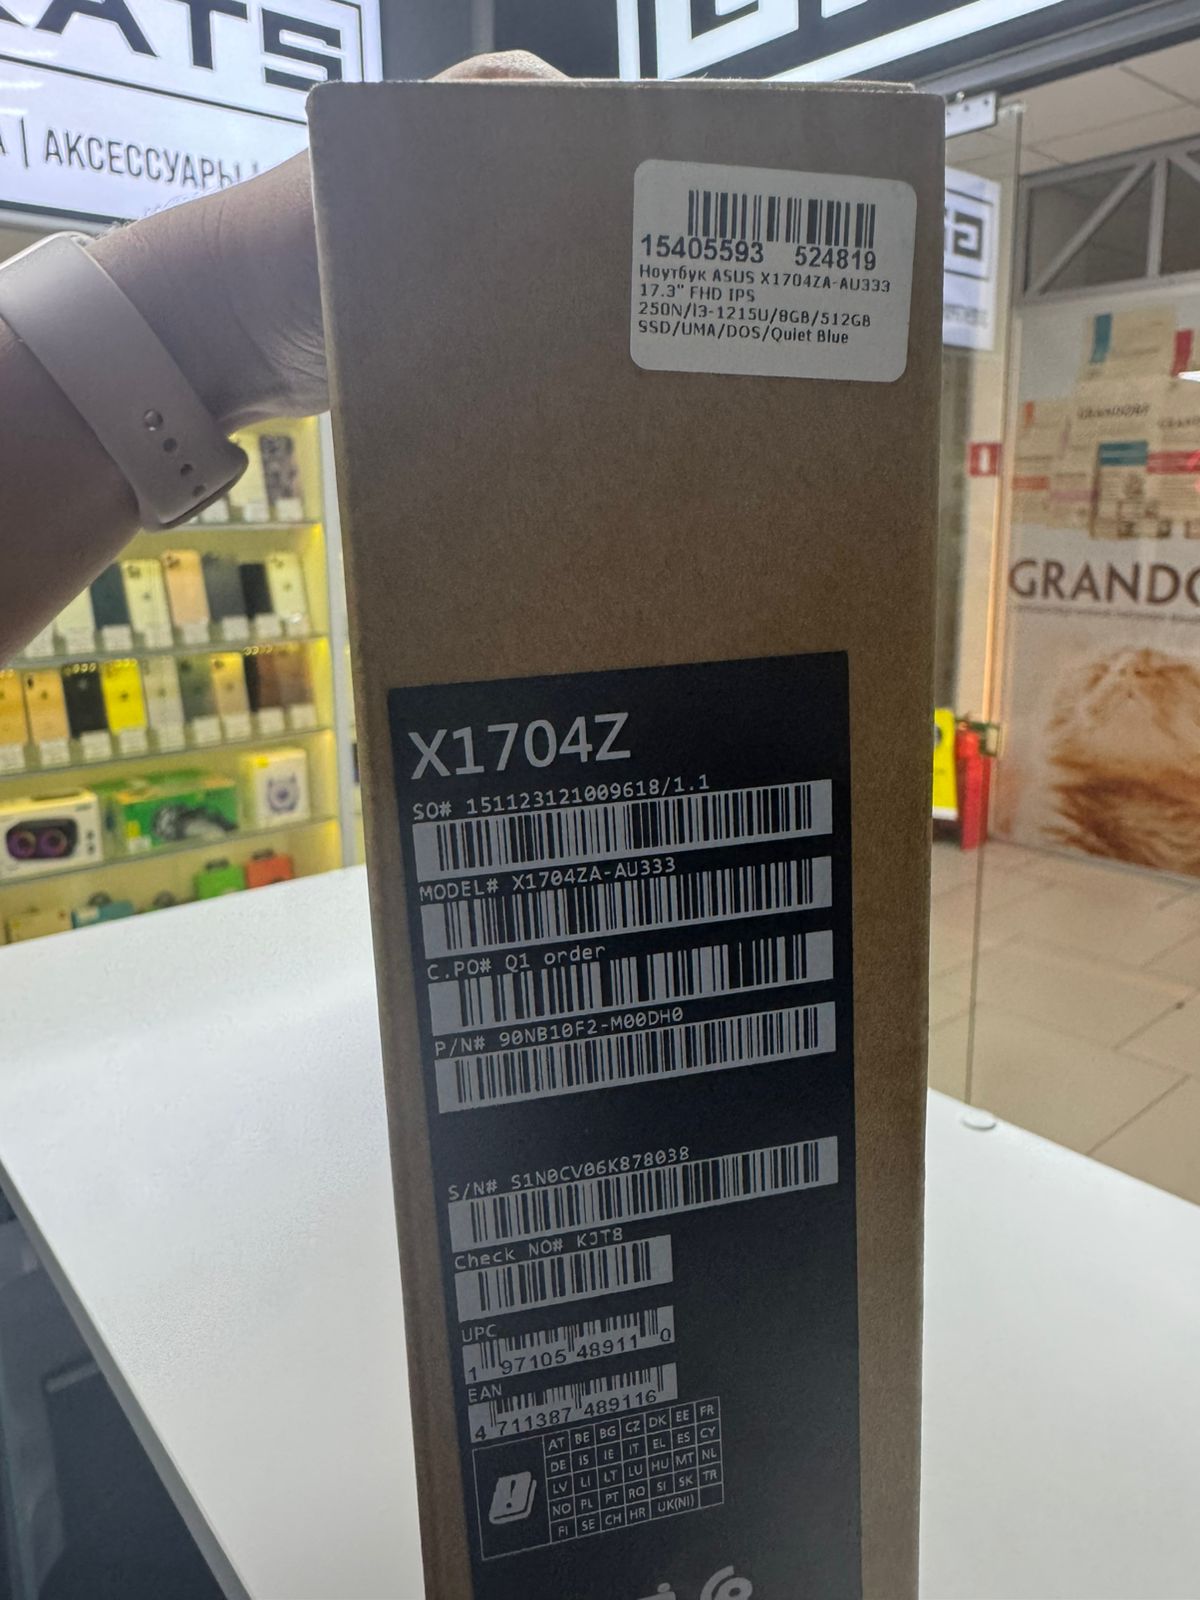 АКСЕССУАРЫ
15405593 524819
Ноутбук ASUS X1704ZA-AU333
17.3" FHD IPS
250N/i3-1215U/8GB/512GB
SSD/UMA/DOS/Quiet Blue
GRANDORF
GRANDO
X1704Z
SO# 151123121009618/1.1
MODEL# X1704ZA-AU333
C.PO# Q1 order
P/N# 90NB10F2-M00DH0
S/N# S1N0CV06K878038
Check NO# KJT8
UPC
1 97105 48911 0
EAN
4 711387 489116
AT BE BG CZ DK EE FR
DE IS IE IT EL ES CY
LV LI LT LU HU MT NL
NO PL PT RO SI SK TR
FI SE CH HR UK(NI)